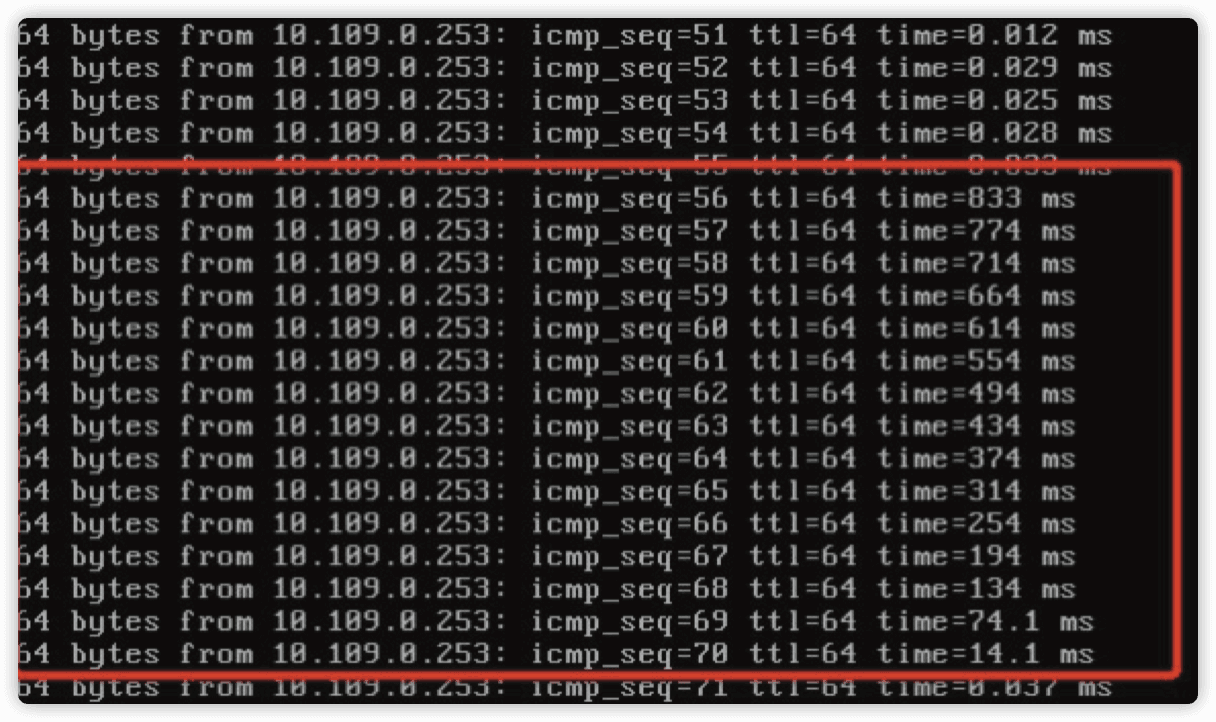 64 bytes from 10.109.0.253: icmp_seq=51 ttl=64 time=0.012 ms
64 bytes from 10.109.0.253: icmp_seq=52 ttl=64 time=0.029 ms
64 bytes from 10.109.0.253: icmp_seq=53 ttl=64 time=0.025 ms
64 bytes from 10.109.0.253: icmp_seq=54 ttl=64 time=0.028 ms
64 bytes from 10.109.0.253: icmp_seq=55 ttl=64 ms
64 bytes from 10.109.0.253: icmp_seq=56 ttl=64 time=833 ms
64 bytes from 10.109.0.253: icmp_seq=57 ttl=64 time=774 ms
64 bytes from 10.109.0.253: icmp_seq=58 ttl=64 time=714 ms
64 bytes from 10.109.0.253: icmp_seq=59 ttl=64 time=664 ms
64 bytes from 10.109.0.253: icmp_seq=60 ttl=64 time=614 ms
64 bytes from 10.109.0.253: icmp_seq=61 ttl=64 time=554 ms
64 bytes from 10.109.0.253: icmp_seq=62 ttl=64 time=494 ms
64 bytes from 10.109.0.253: icmp_seq=63 ttl=64 time=434 ms
64 bytes from 10.109.0.253: icmp_seq=64 ttl=64 time=374 ms
64 bytes from 10.109.0.253: icmp_seq=65 ttl=64 time=314 ms
64 bytes from 10.109.0.253: icmp_seq=66 ttl=64 time=254 ms
64 bytes from 10.109.0.253: icmp_seq=67 ttl=64 time=194 ms
64 bytes from 10.109.0.253: icmp_seq=68 ttl=64 time=134 ms
64 bytes from 10.109.0.253: icmp_seq=69 ttl=64 time=74.1 ms
64 bytes from 10.109.0.253: icmp_seq=70 ttl=64 time=14.1 ms
64 bytes from 10.109.0.253: icmp_seq=71 ttl=64 time=0.037 ms